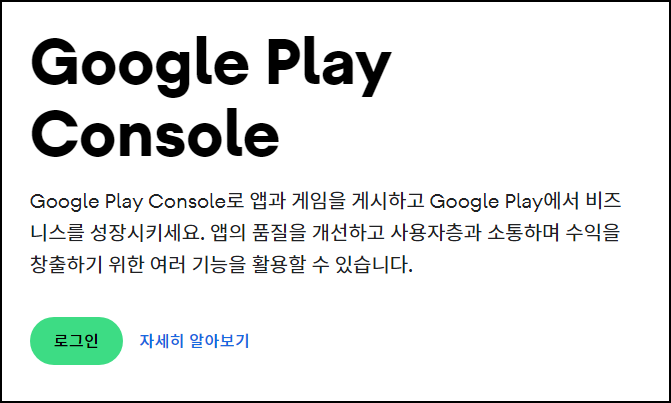 Google Play
Console
Google Play Console로 앱과 게임을 게시하고 Google Play에서 비즈
니스를 성장시키세요. 앱의 품질을 개선하고 사용자층과 소통하며 수익을
창출하기 위한 여러 기능을 활용할 수 있습니다.
로그인 자세히 알아보기